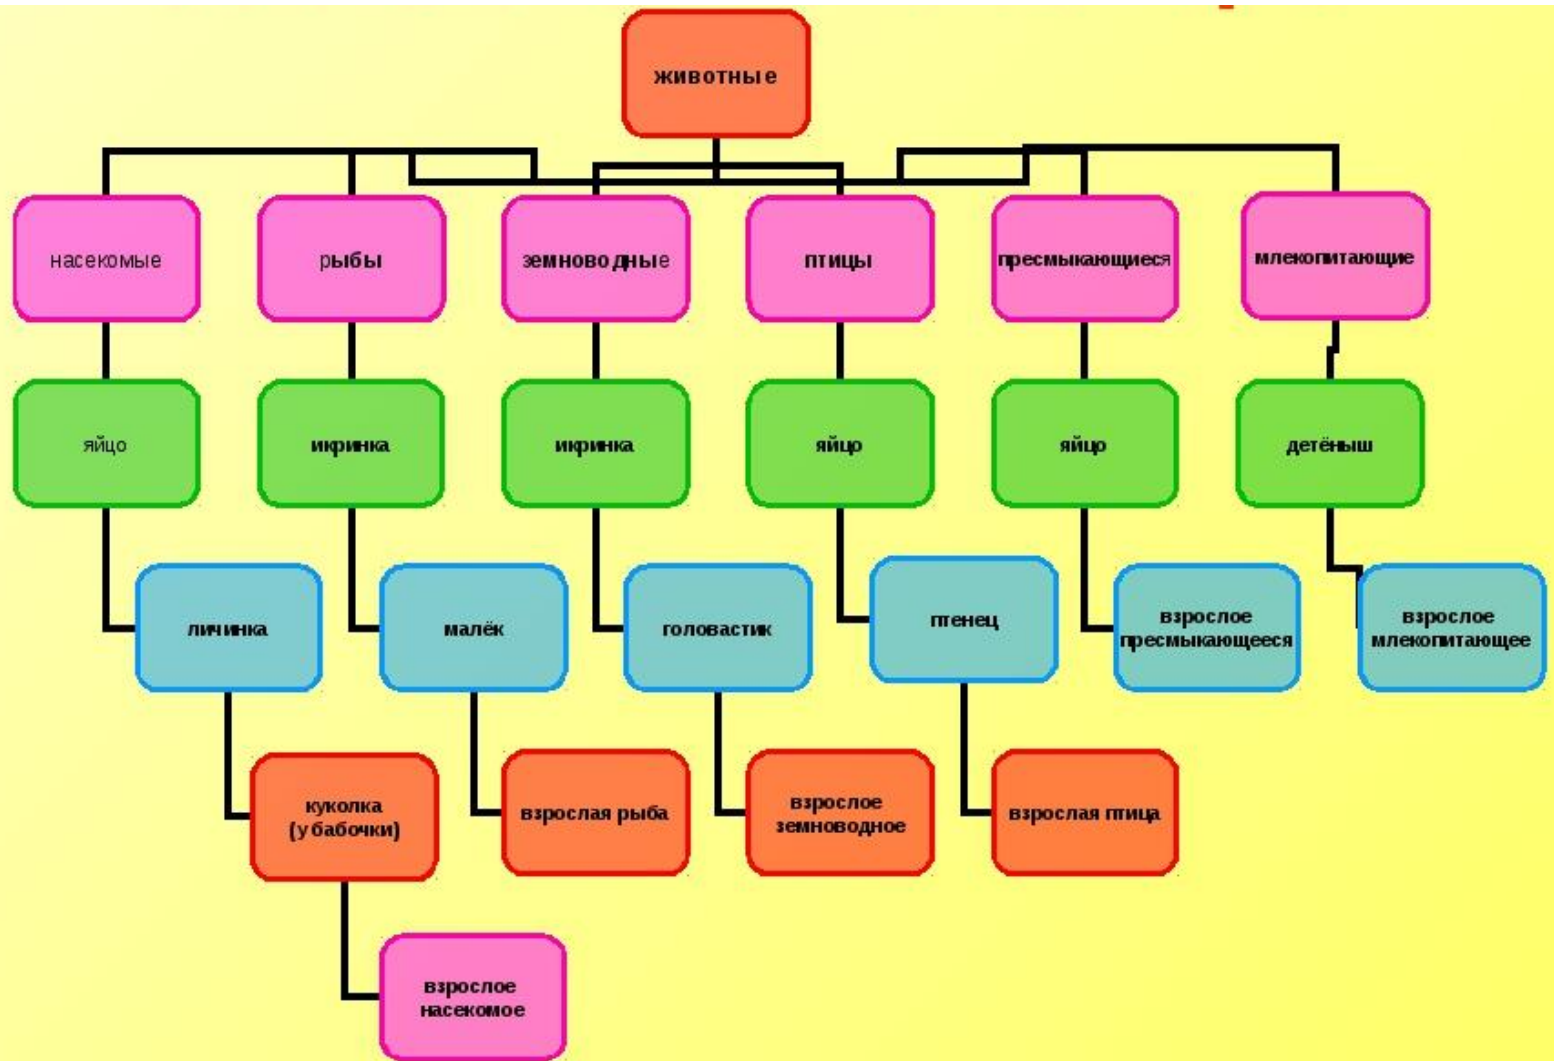 животные
насекомые
рыбы
земноводные
птицы
пресмыкающиеся
млекопитающие
яйцо
икринка
икринка
яйцо
яйцо
детёныш
личинка
малёк
головастик
птенец
взрослое
пресмыкающееся
взрослое
млекопитающее
куколка
(у бабочки)
взрослая рыба
взрослое
земноводное
взрослая птица
взрослое
насекомое